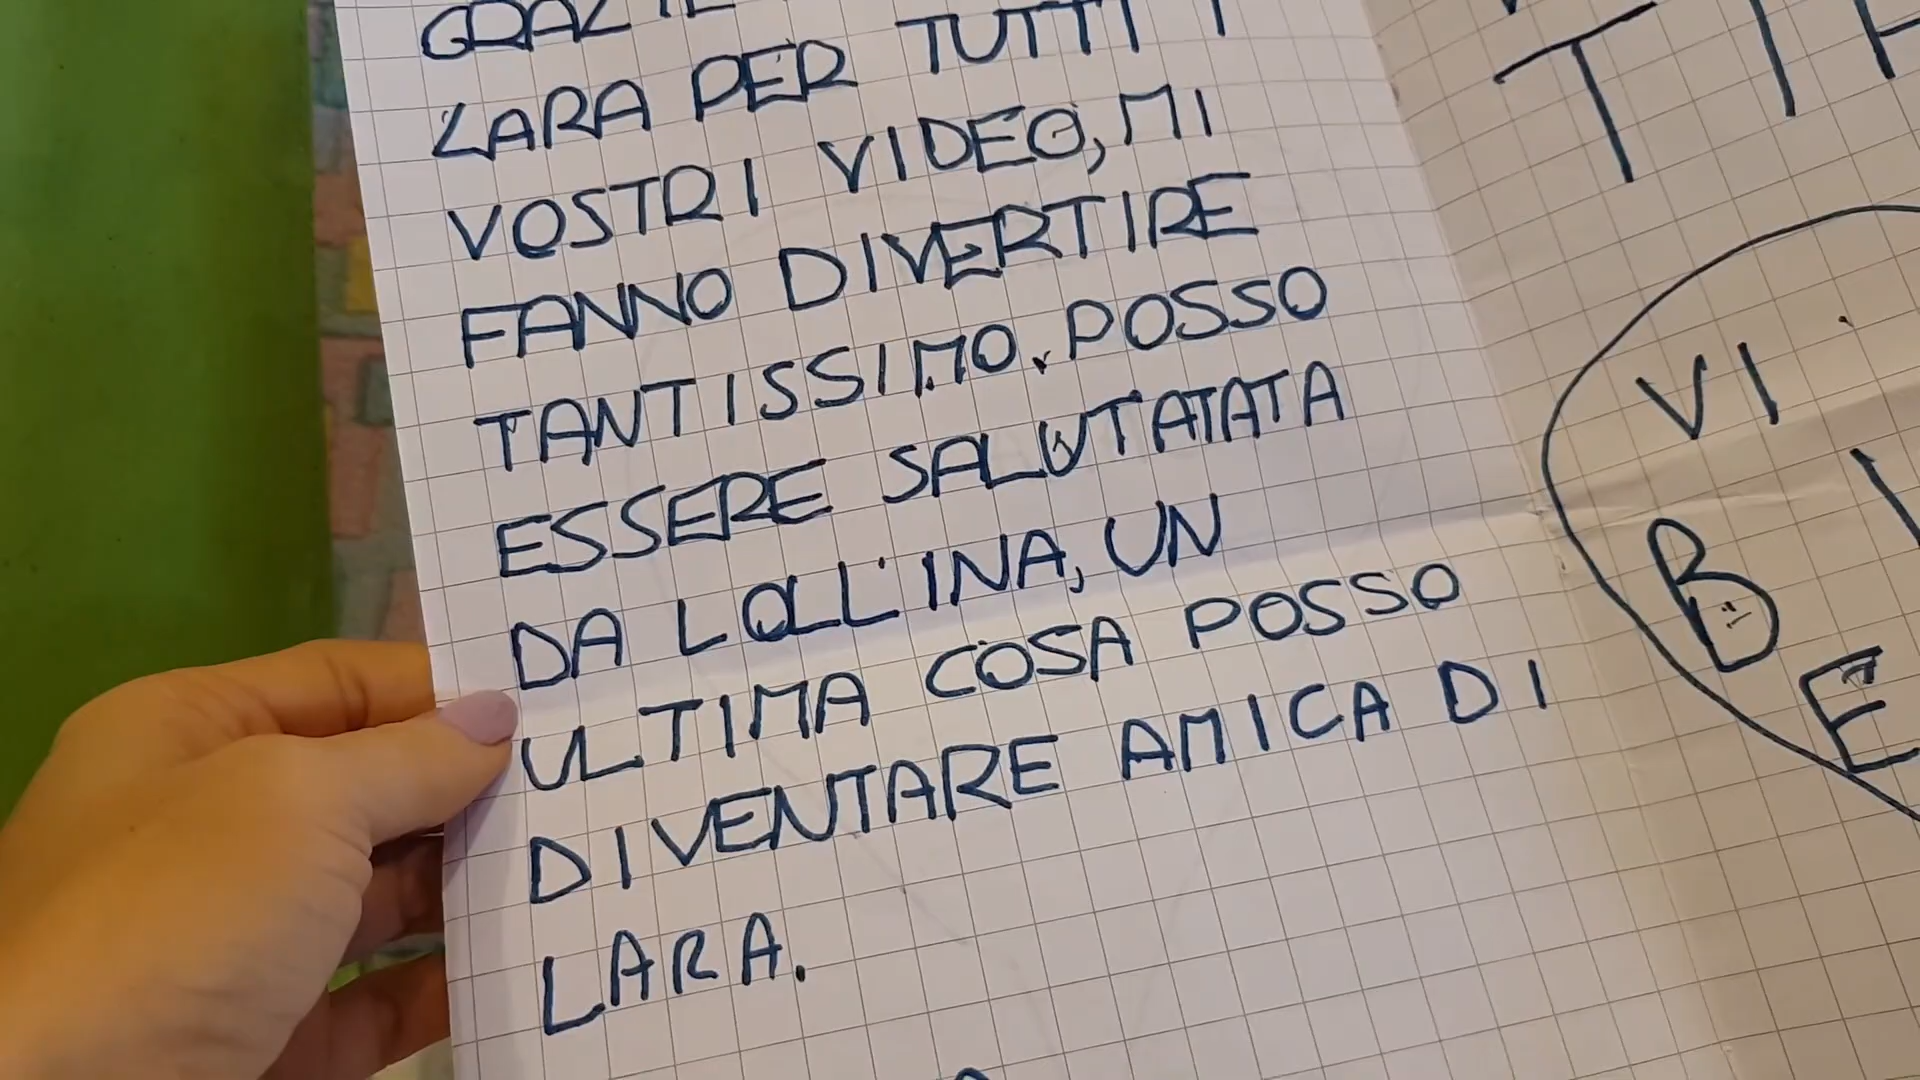 GRAZIE
LARA PER TUTTI I
VOSTRI VIDEO, MI
FANNO DIVERTIRE
TANTISSIMO. POSSO
ESSERE SALUTATATA
DA LOLLINA, UN
ULTIMA COSA POSSO
DIVENTARE AMICA DI
LARA.
VI
B
E